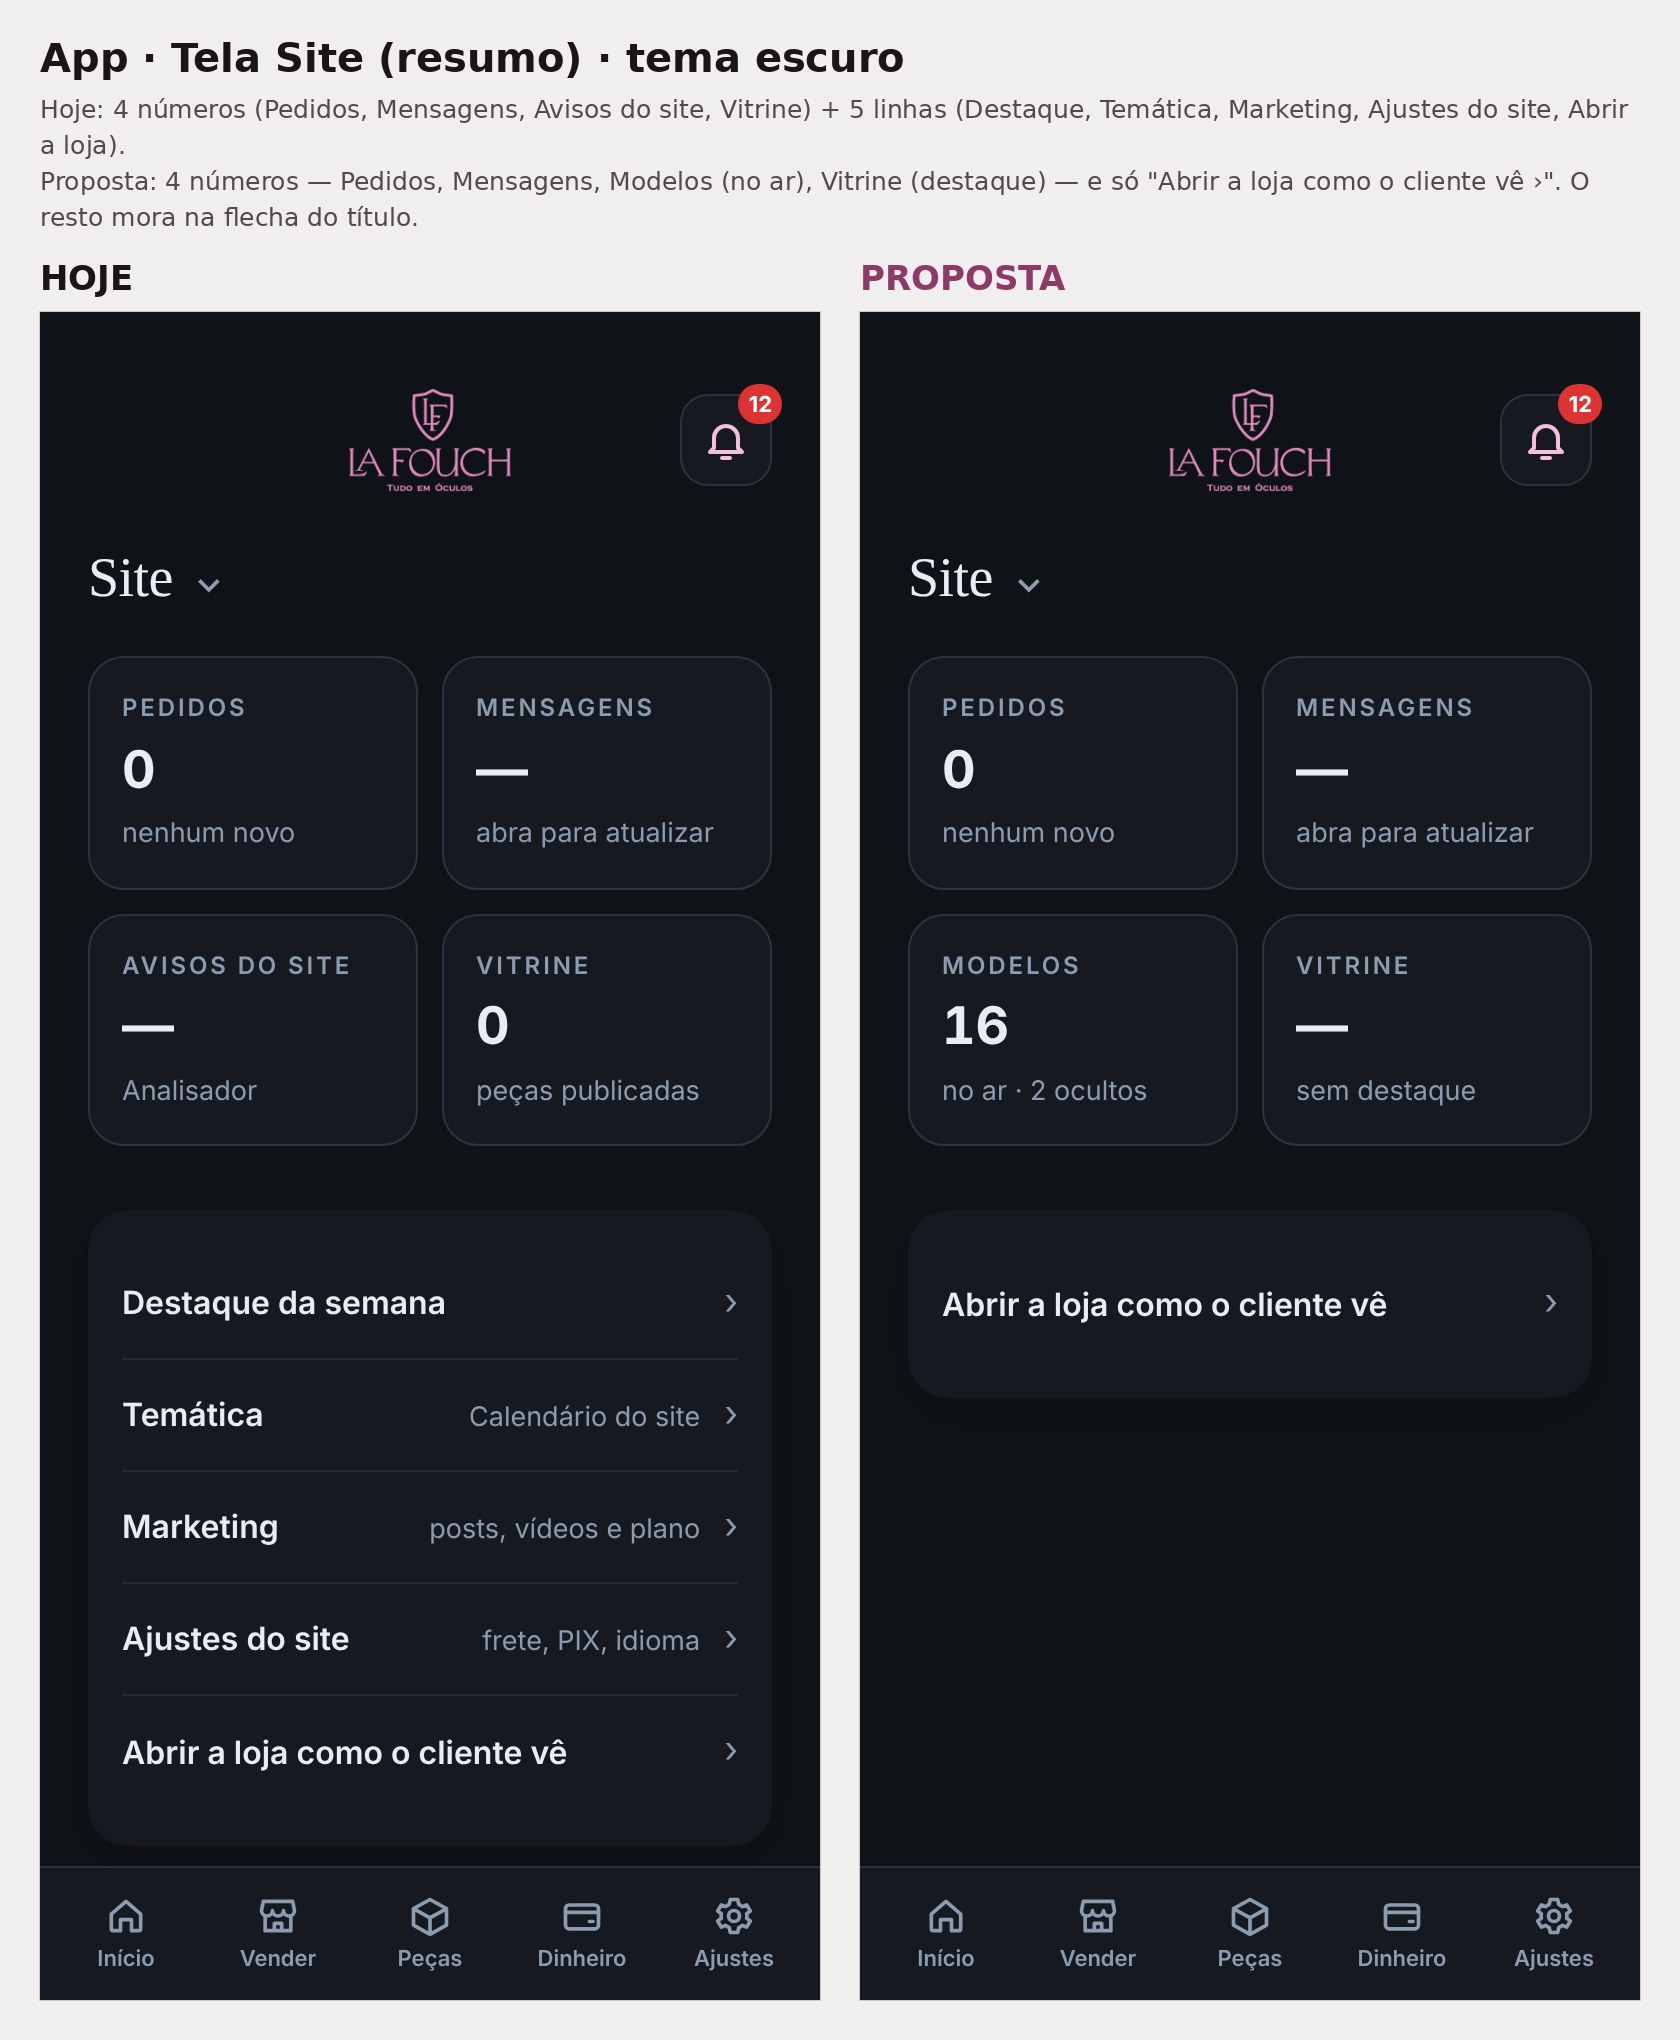 App · Tela Site (resumo) · tema escuro
Hoje: 4 números (Pedidos, Mensagens, Avisos do site, Vitrine) + 5 linhas (Destaque, Temática, Marketing, Ajustes do site, Abrir
a loja).
Proposta: 4 números — Pedidos, Mensagens, Modelos (no ar), Vitrine (destaque) — e só "Abrir a loja como o cliente vê ›". O
resto mora na flecha do título.
HOJE
LF
LA FOUCH
TUDO EM ÓCULOS
12
Site
PEDIDOS
0
nenhum novo
MENSAGENS
—
abra para atualizar
AVISOS DO SITE
—
Analisador
VITRINE
0
peças publicadas
Destaque da semana ›
Temática Calendário do site ›
Marketing posts, vídeos e plano ›
Ajustes do site frete, PIX, idioma ›
Abrir a loja como o cliente vê ›
Início Vender Peças Dinheiro Ajustes
PROPOSTA
LF
LA FOUCH
TUDO EM ÓCULOS
12
Site
PEDIDOS
0
nenhum novo
MENSAGENS
—
abra para atualizar
MODELOS
16
no ar · 2 ocultos
VITRINE
—
sem destaque
Abrir a loja como o cliente vê ›
Início Vender Peças Dinheiro Ajustes